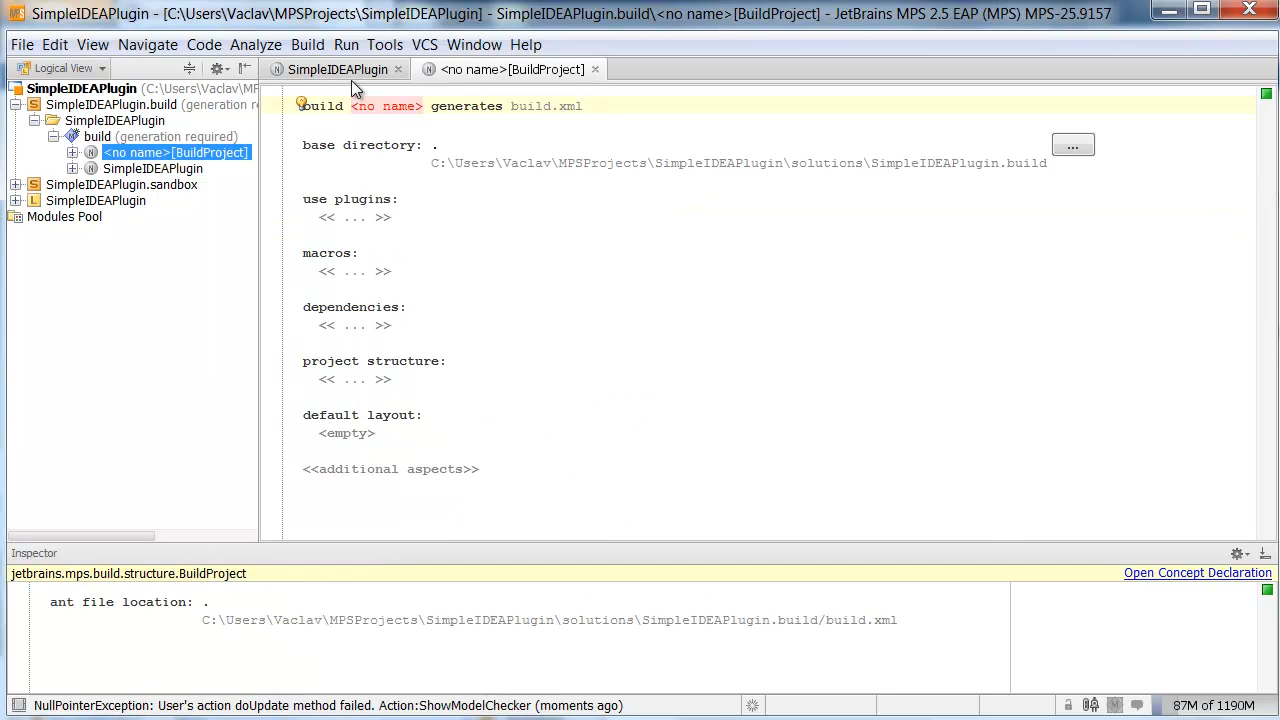 SimpleIDEAPlugin - [C:\Users\Vaclav\MPSProjects\SimpleIDEAPlugin] - SimpleIDEAPlugin.build\<no name>[BuildProject] - JetBrains MPS 2.5 EAP (MPS) MPS-25.9157
File Edit View Navigate Code Analyze Build Run Tools VCS Window Help
Logical View
SimpleIDEAPlugin <no name>[BuildProject]
SimpleIDEAPlugin (C:\Users\Vaclav\MF
SimpleIDEAPlugin.build (generation re
SimpleIDEAPlugin
build (generation required)
<no name>[BuildProject]
SimpleIDEAPlugin
SimpleIDEAPlugin.sandbox
SimpleIDEAPlugin
Modules Pool
build <no name> generates build.xml
base directory: .
...
C:\Users\Vaclav\MPSProjects\SimpleIDEAPlugin\solutions\SimpleIDEAPlugin.build
use plugins:
<< ... >>
macros:
<< ... >>
dependencies:
<< ... >>
project structure:
<< ... >>
default layout:
<empty>
<<additional aspects>>
Inspector
jetbrains.mps.build.structure.BuildProject
Open Concept Declaration
ant file location: .
C:\Users\Vaclav\MPSProjects\SimpleIDEAPlugin\solutions\SimpleIDEAPlugin.build/build.xml
NullPointerException: User's action doUpdate method failed. Action:ShowModelChecker (moments ago)
87M of 1190M